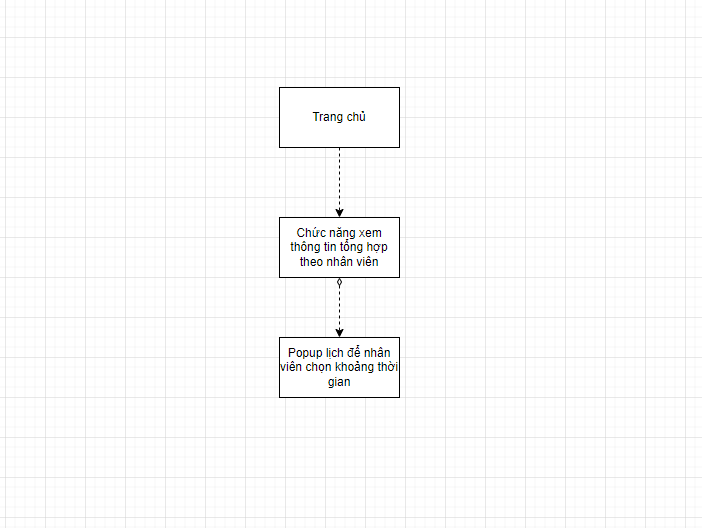 Trang chủ
Chức năng xem
thông tin tổng hợp
theo nhân viên
Popup lịch để nhân
viên chọn khoảng thời
gian